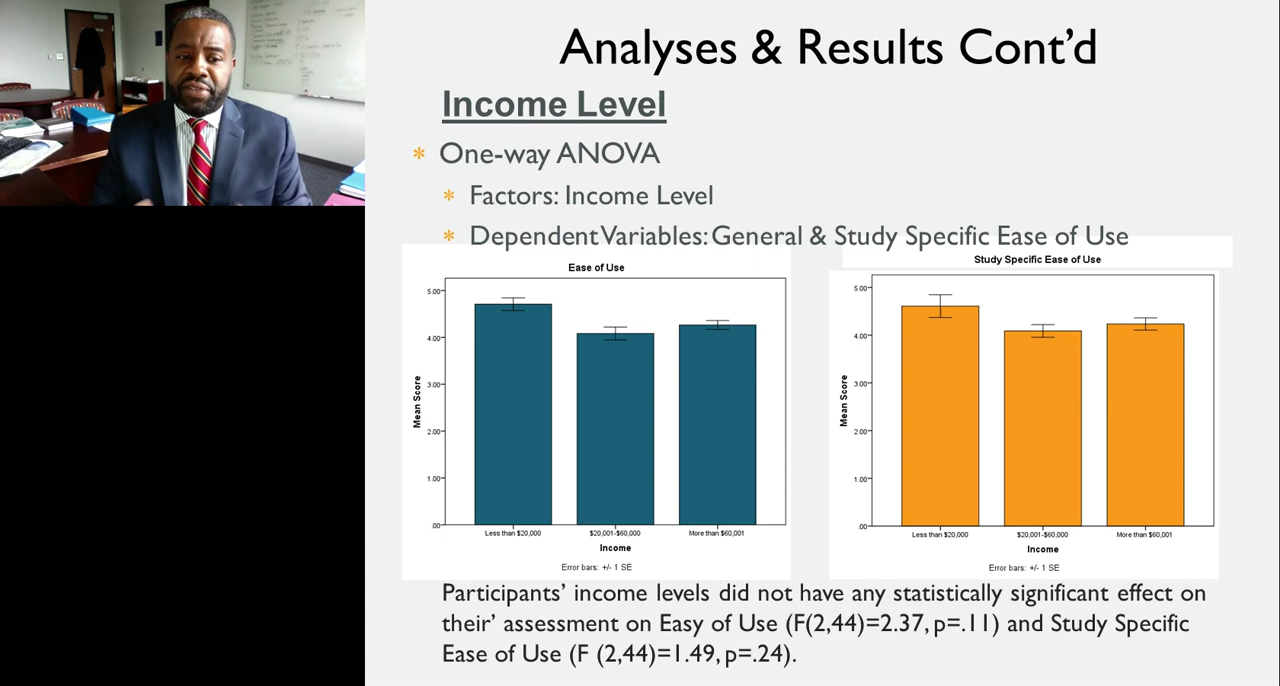 Analyses & Results Cont'd
Income Level
* One-way ANOVA
* Factors: Income Level
* Dependent Variables: General & Study Specific Ease of Use
Ease of Use
5.00
4.00
3.00
2.00
1.00
.00
Mean Score
Less than $20,000 $20,001-$60,000 More than $60,001
Income
Error bars: +/- 1 SE
Study Specific Ease of Use
5.00
4.00
3.00
2.00
1.00
.00
Mean Score
Less than $20,000 $20,001-$60,000 More than $60,001
Income
Error bars: +/- 1 SE
Participants' income levels did not have any statistically significant effect on
their' assessment on Easy of Use (F(2,44)=2.37, p=.11) and Study Specific
Ease of Use (F (2,44)=1.49, p=.24).